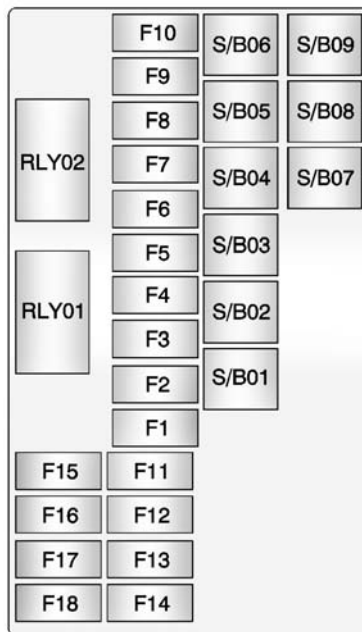 F10 S/B06 S/B09
F9
F8 S/B05 S/B08
RLY02 F7 S/B04 S/B07
F6
F5 S/B03
RLY01 F4 S/B02
F3
F2 S/B01
F1
F15 F11
F16 F12
F17 F13
F18 F14